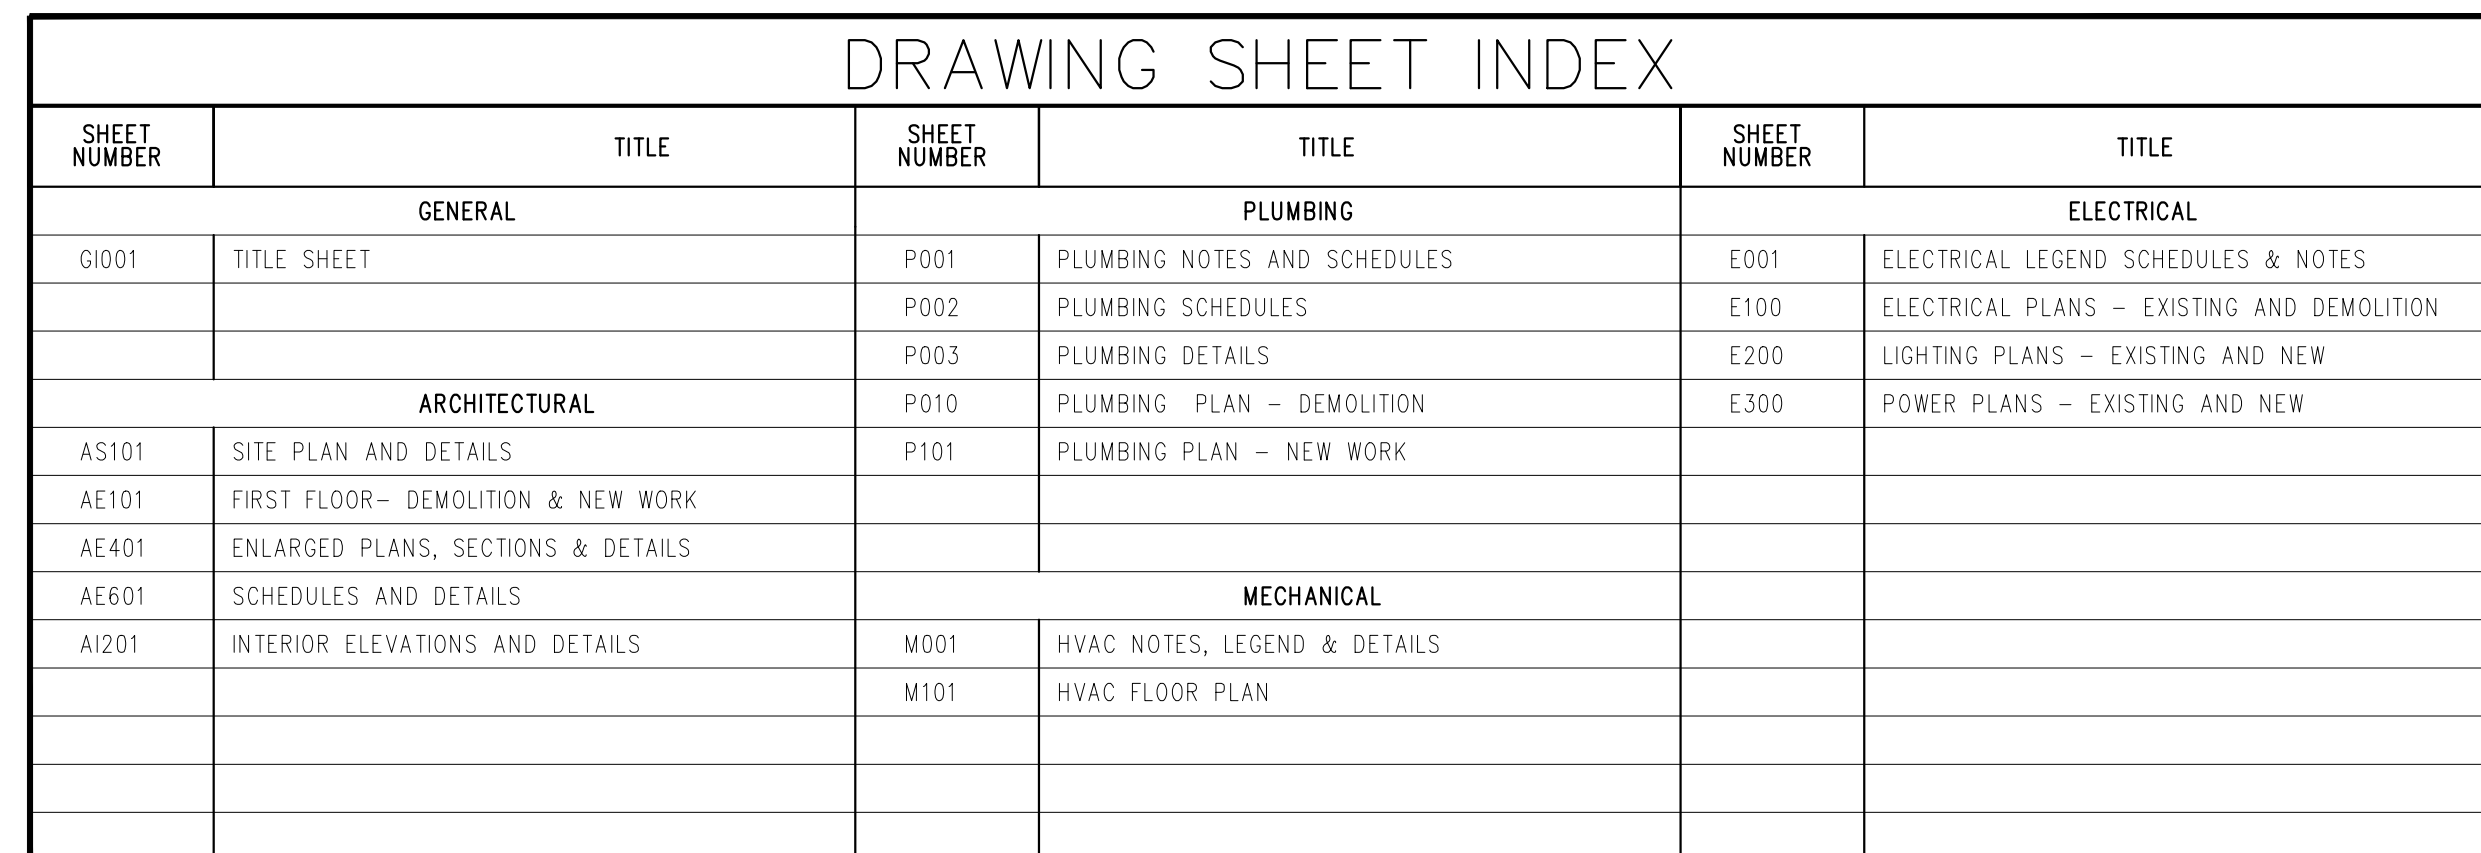 DRAWING SHEET INDEX
SHEET NUMBER TITLE SHEET NUMBER TITLE SHEET NUMBER TITLE
GENERAL PLUMBING ELECTRICAL
GI001 TITLE SHEET P001 PLUMBING NOTES AND SCHEDULES E001 ELECTRICAL LEGEND SCHEDULES & NOTES
P002 PLUMBING SCHEDULES E100 ELECTRICAL PLANS – EXISTING AND DEMOLITION
P003 PLUMBING DETAILS E200 LIGHTING PLANS – EXISTING AND NEW
ARCHITECTURAL P010 PLUMBING PLAN – DEMOLITION E300 POWER PLANS – EXISTING AND NEW
AS101 SITE PLAN AND DETAILS P101 PLUMBING PLAN – NEW WORK
AE101 FIRST FLOOR– DEMOLITION & NEW WORK
AE401 ENLARGED PLANS, SECTIONS & DETAILS
AE601 SCHEDULES AND DETAILS MECHANICAL
AI201 INTERIOR ELEVATIONS AND DETAILS M001 HVAC NOTES, LEGEND & DETAILS
M101 HVAC FLOOR PLAN